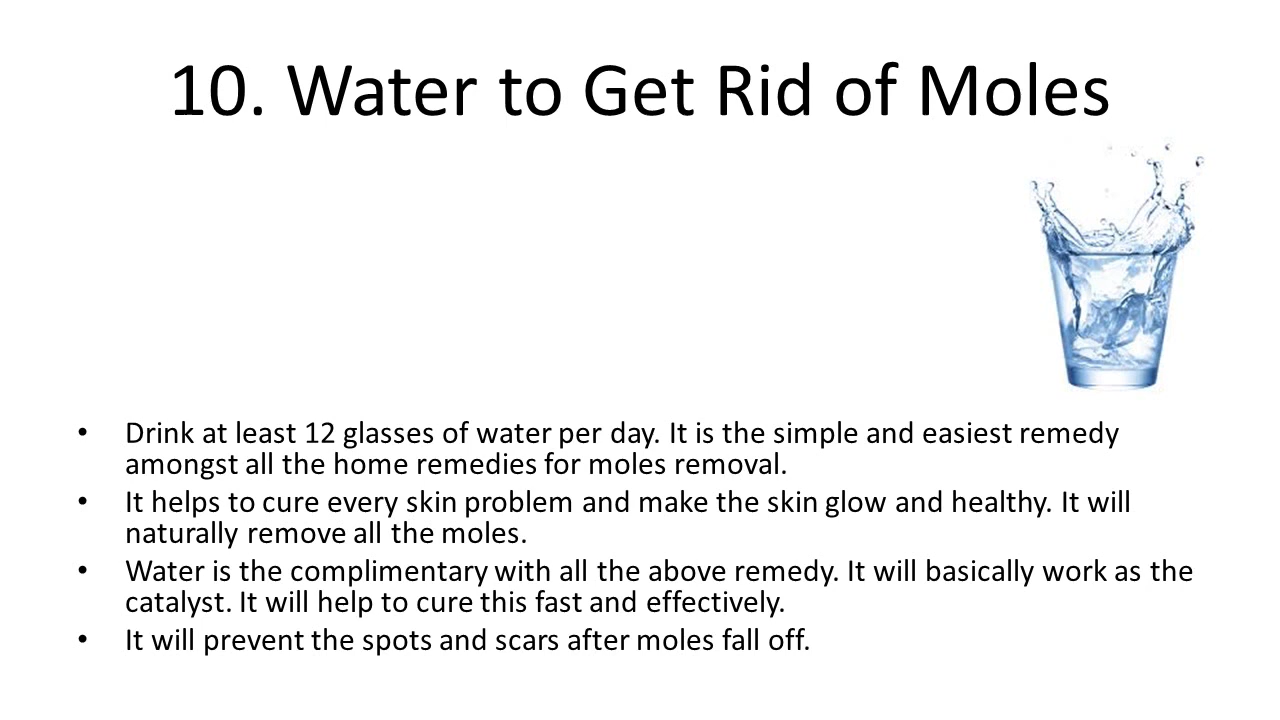 10. Water to Get Rid of Moles
• Drink at least 12 glasses of water per day. It is the simple and easiest remedy
amongst all the home remedies for moles removal.
• It helps to cure every skin problem and make the skin glow and healthy. It will
naturally remove all the moles.
• Water is the complimentary with all the above remedy. It will basically work as the
catalyst. It will help to cure this fast and effectively.
• It will prevent the spots and scars after moles fall off.